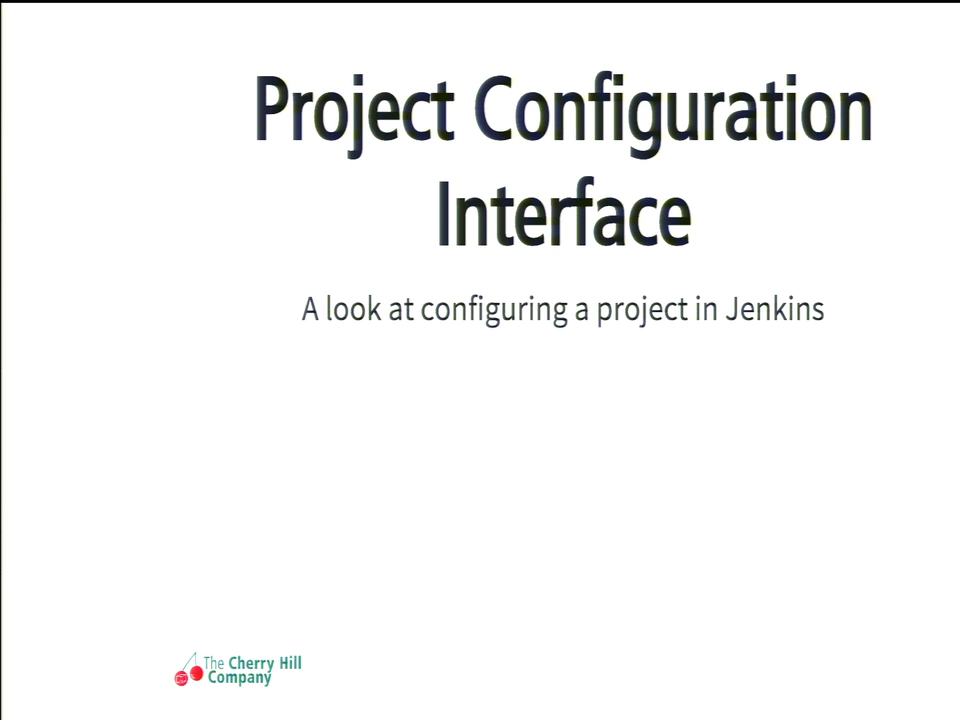 Project Configuration
Interface
A look at configuring a project in Jenkins
The Cherry Hill
Company